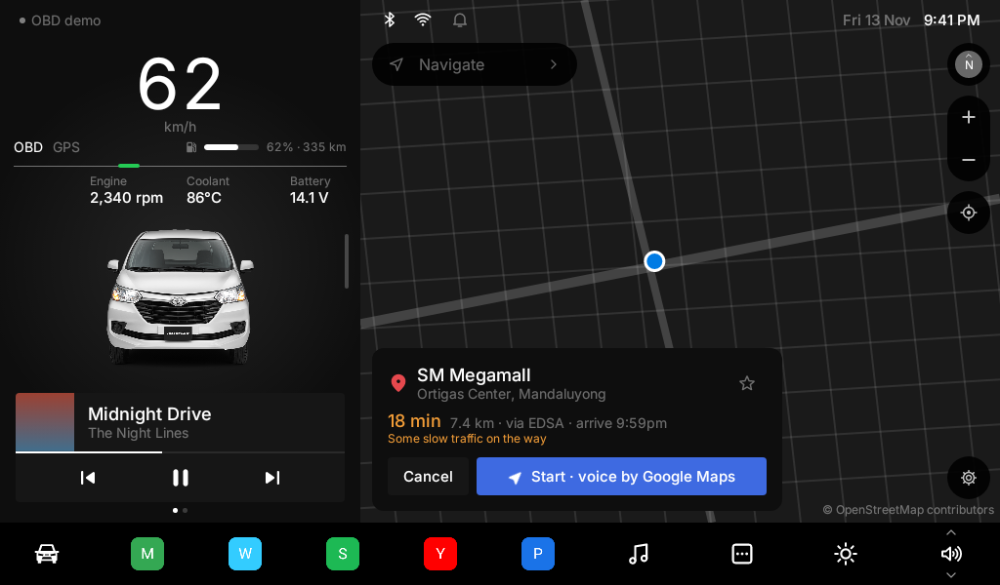 OBD demo
Fri 13 Nov 9:41 PM
62
km/h
Navigate
N
OBD GPS
62% · 335 km
Engine
2,340 rpm
Coolant
86°C
Battery
14.1 V
SM Megamall
Ortigas Center, Mandaluyong
18 min 7.4 km · via EDSA · arrive 9:59pm
Some slow traffic on the way
Cancel
Start · voice by Google Maps
Midnight Drive
The Night Lines
© OpenStreetMap contributors
M
W
S
Y
P